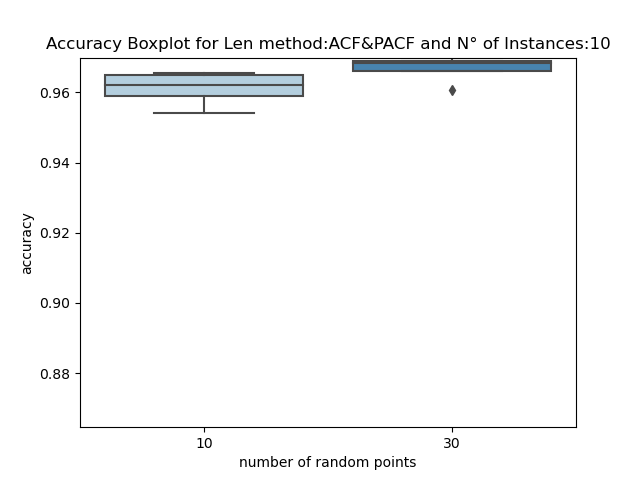 Accuracy Boxplot for Len method:ACF&PACF and N° of Instances:10
0.96
0.94
0.92
0.90
0.88
accuracy
10 30
number of random points